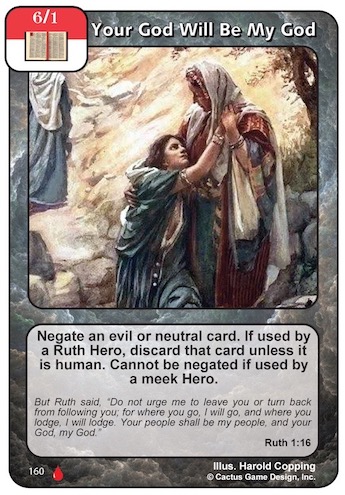 6/1
Your God Will Be My God
Negate an evil or neutral card. If used by
a Ruth Hero, discard that card unless it
is human. Cannot be negated if used by
a meek Hero.
But Ruth said, “Do not urge me to leave you or turn back
from following you; for where you go, I will go, and where you
lodge, I will lodge. Your people shall be my people, and your
God, my God.”
Ruth 1:16
Illus. Harold Copping
160
© Cactus Game Design, Inc.